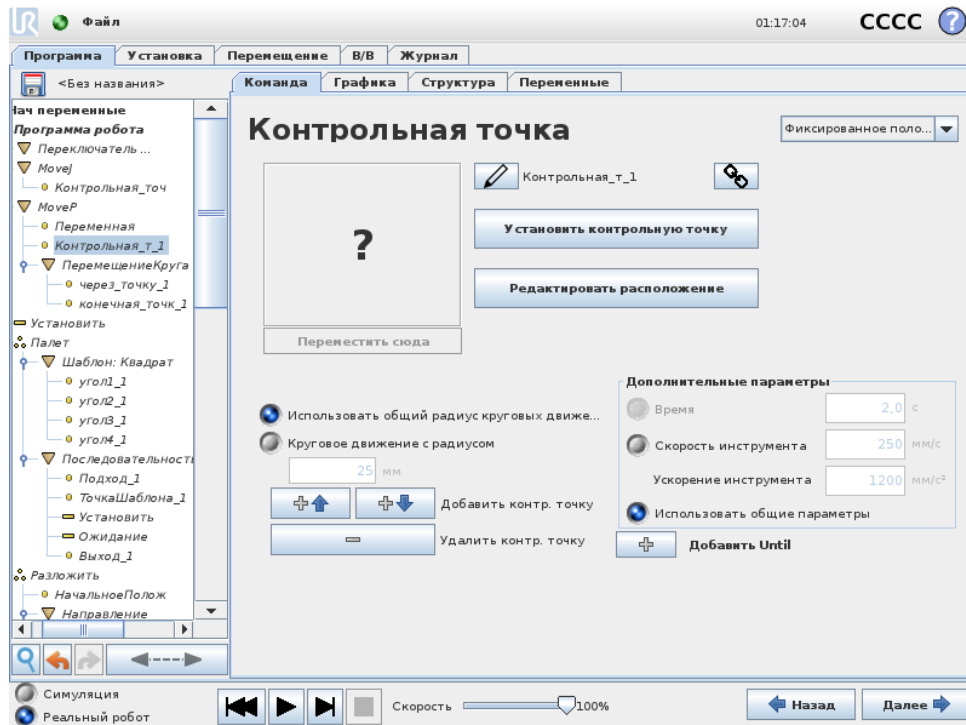 UR Файл 01:17:04 CCCC ?
Программа Установка Перемещение В/В Журнал
<Без названия>
Команда Графика Структура Переменные
Нач переменные
Программа робота
Переключатель ...
MoveJ
Контрольная_точ
MoveP
Переменная
Контрольная_т_1
ПеремещениеКруга
через_точку_1
конечная_точк_1
Установить
Палет
Шаблон: Квадрат
угол1_1
угол2_1
угол3_1
угол4_1
Последовательность
Подход_1
ТочкаШаблона_1
Установить
Ожидание
Выход_1
Разложить
НачальноеПолож
Направление
Контрольная точка
Фиксированное поло...
?
Контрольная_т_1
Установить контрольную точку
Редактировать расположение
Переместить сюда
Использовать общий радиус круговых движе...
Круговое движение с радиусом
25 мм
Добавить контр. точку
Удалить контр. точку
Дополнительные параметры
Время 2,0 с
Скорость инструмента 250 мм/с
Ускорение инструмента 1200 мм/с²
Использовать общие параметры
Добавить Until
Симуляция
Реальный робот
Скорость 100%
Назад
Далее